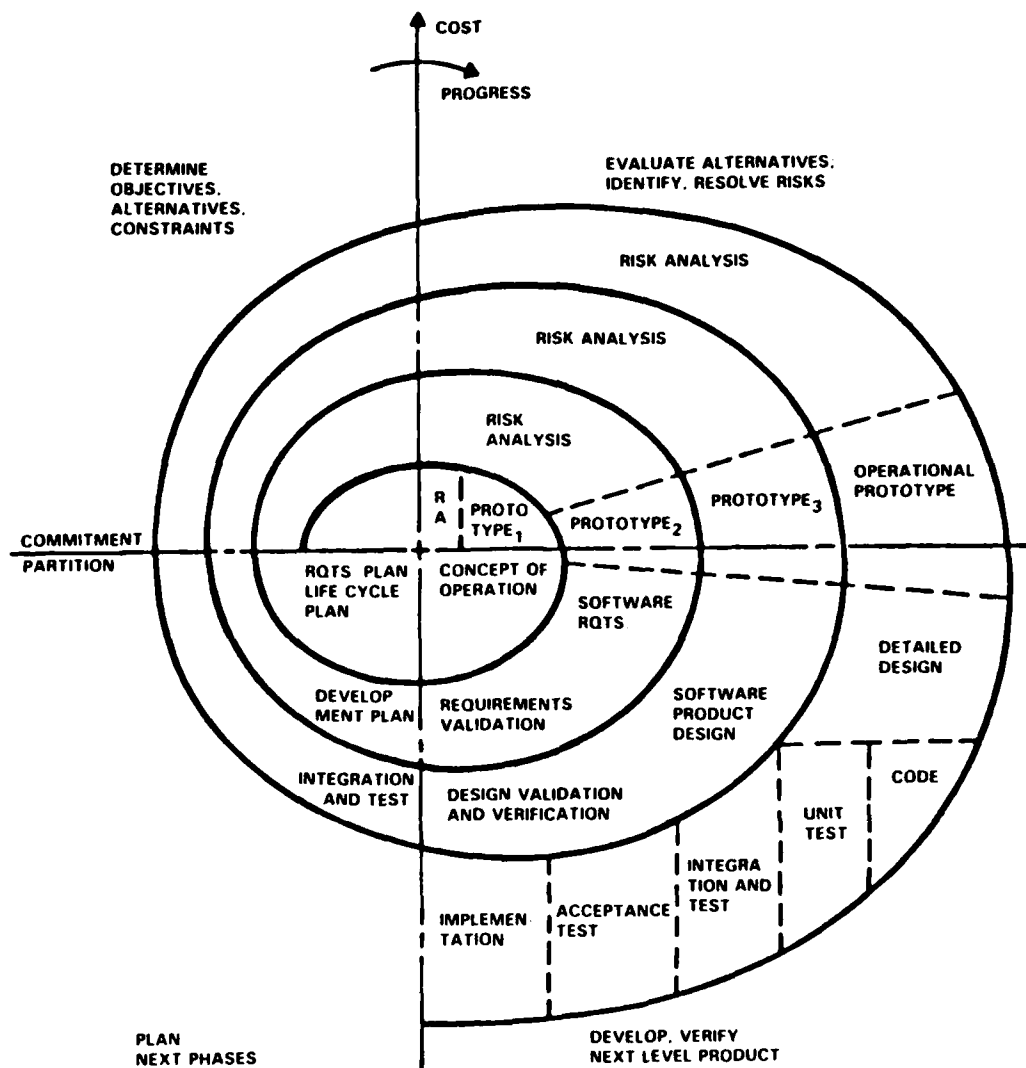 COST
PROGRESS
DETERMINE
OBJECTIVES,
ALTERNATIVES,
CONSTRAINTS
EVALUATE ALTERNATIVES,
IDENTIFY, RESOLVE RISKS
RISK ANALYSIS
RISK ANALYSIS
RISK
ANALYSIS
R
A
PROTO
TYPE1
PROTOTYPE2
PROTOTYPE3
OPERATIONAL
PROTOTYPE
COMMITMENT
PARTITION
RQTS PLAN
LIFE CYCLE
PLAN
CONCEPT OF
OPERATION
SOFTWARE
RQTS
DETAILED
DESIGN
DEVELOP
MENT PLAN
REQUIREMENTS
VALIDATION
SOFTWARE
PRODUCT
DESIGN
INTEGRATION
AND TEST
DESIGN VALIDATION
AND VERIFICATION
CODE
UNIT
TEST
INTEGRA
TION AND
TEST
ACCEPTANCE
TEST
IMPLEMEN-
TATION
PLAN
NEXT PHASES
DEVELOP, VERIFY
NEXT LEVEL PRODUCT